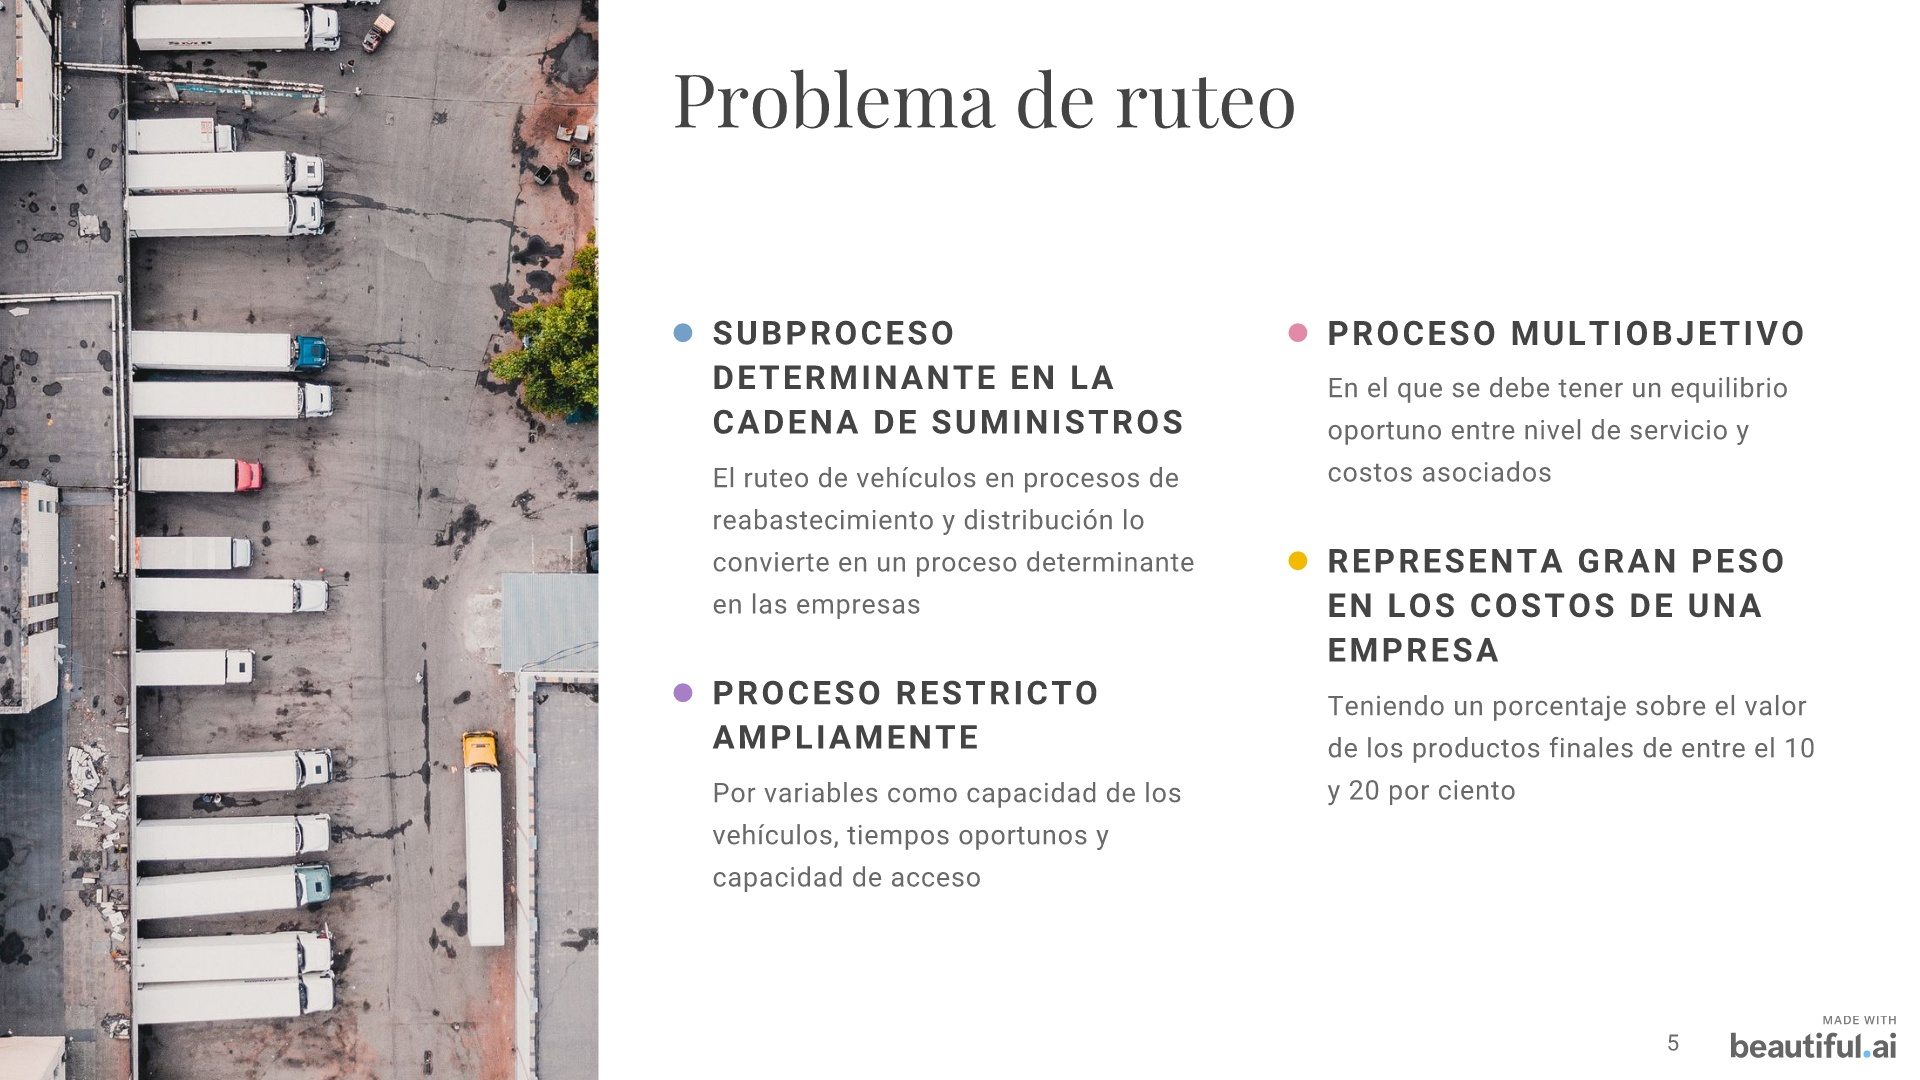 Problema de ruteo
SUBPROCESO
DETERMINANTE EN LA
CADENA DE SUMINISTROS
El ruteo de vehículos en procesos de
reabastecimiento y distribución lo
convierte en un proceso determinante
en las empresas
PROCESO RESTRICTO
AMPLIAMENTE
Por variables como capacidad de los
vehículos, tiempos oportunos y
capacidad de acceso
PROCESO MULTIOBJETIVO
En el que se debe tener un equilibrio
oportuno entre nivel de servicio y
costos asociados
REPRESENTA GRAN PESO
EN LOS COSTOS DE UNA
EMPRESA
Teniendo un porcentaje sobre el valor
de los productos finales de entre el 10
y 20 por ciento
5
MADE WITH
beautiful.ai